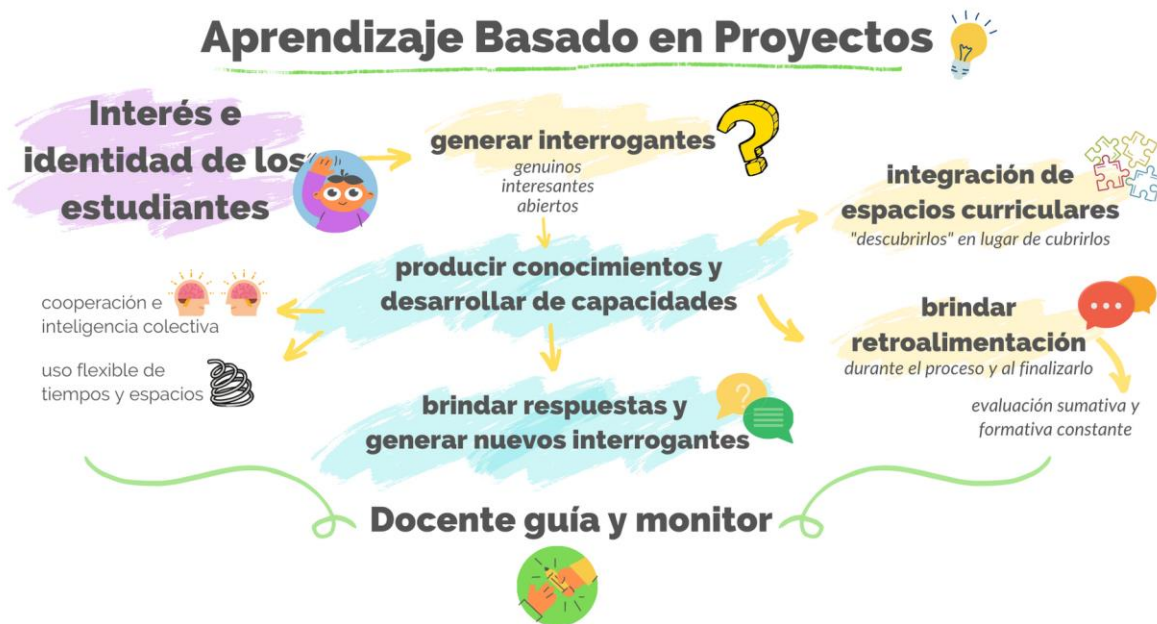 Aprendizaje Basado en Proyectos
Interés e
identidad de los
estudiantes
generar interrogantes
genuinos
interesantes
abiertos
integración de
espacios curriculares
"descubrirlos" en lugar de cubrirlos
producir conocimientos y
desarrollar de capacidades
cooperación e
inteligencia colectiva
uso flexible de
tiempos y espacios
brindar
retroalimentación
durante el proceso y al finalizarlo
evaluación sumativa y
formativa constante
brindar respuestas y
generar nuevos interrogantes
Docente guía y monitor